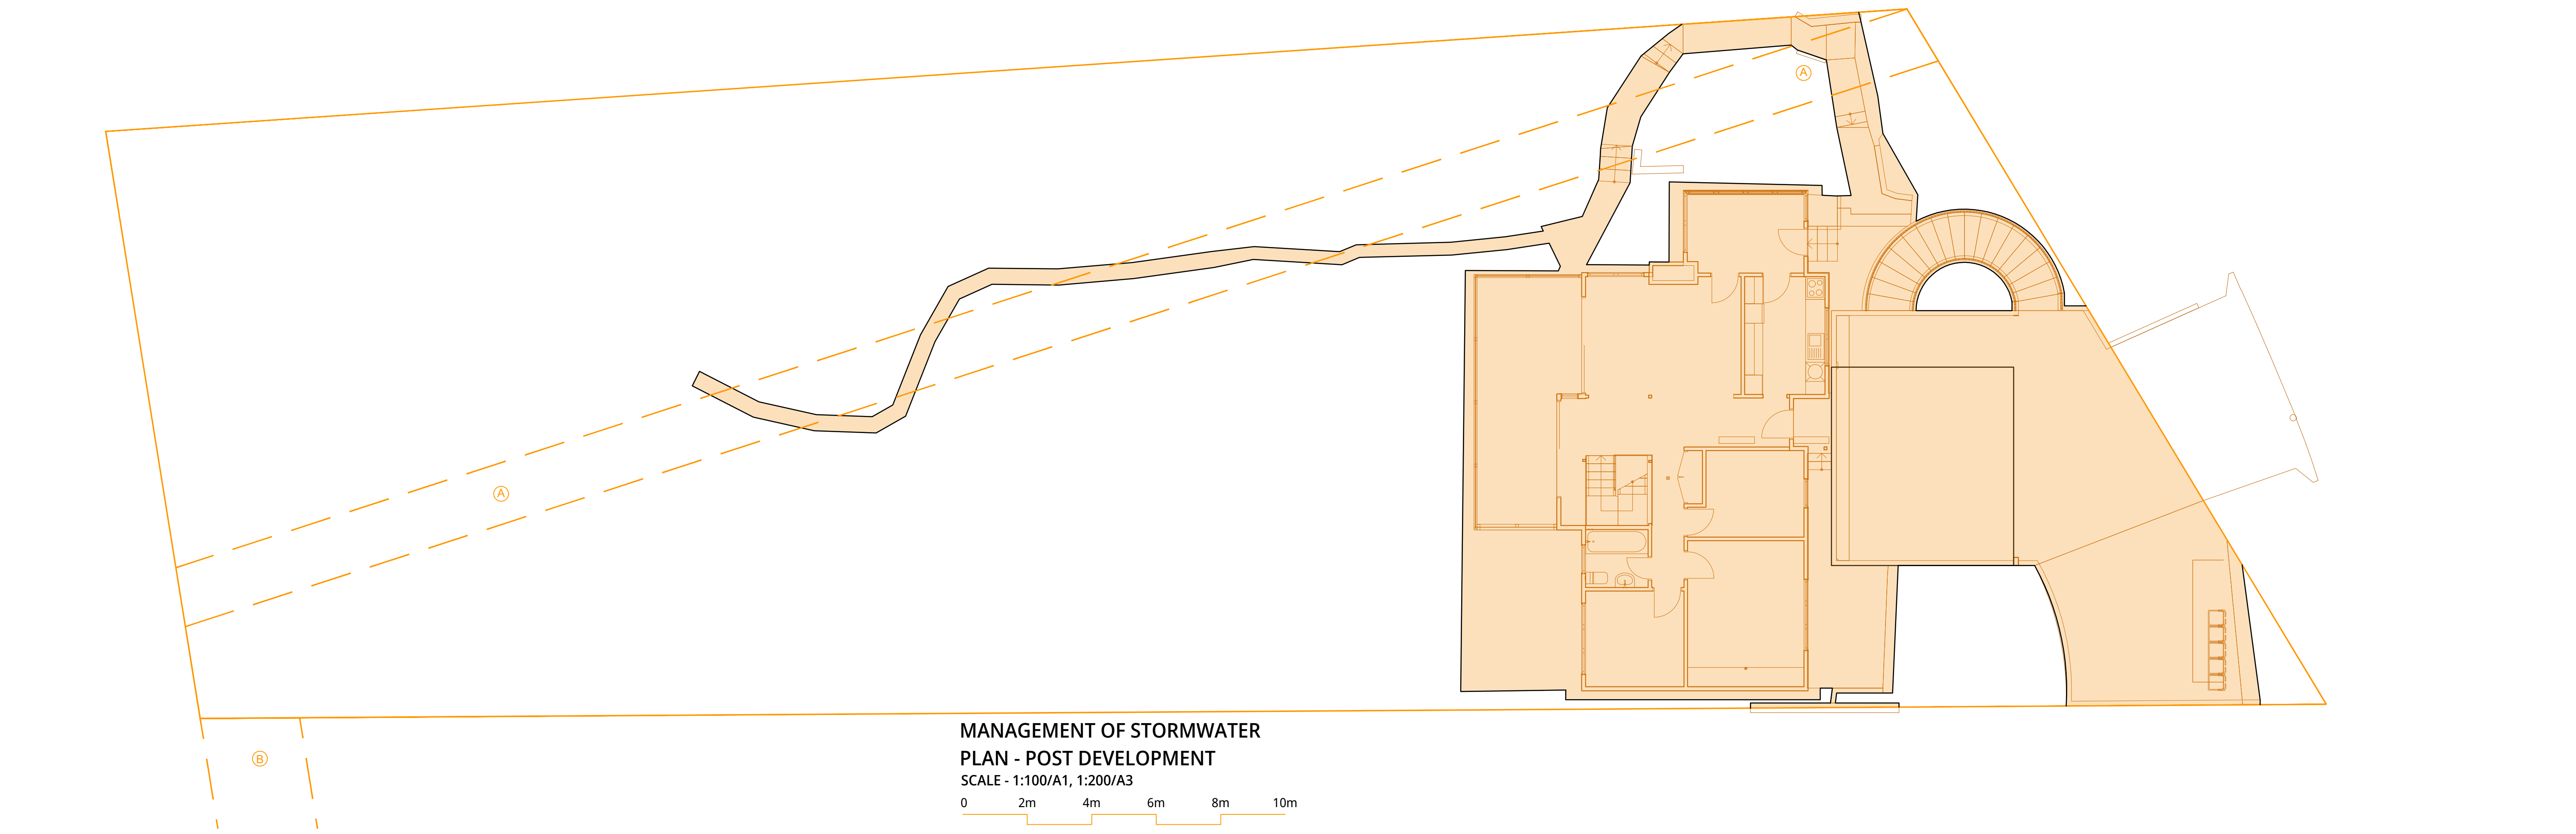 A
A
B
MANAGEMENT OF STORMWATER
PLAN - POST DEVELOPMENT
SCALE - 1:100/A1, 1:200/A3
0 2m 4m 6m 8m 10m